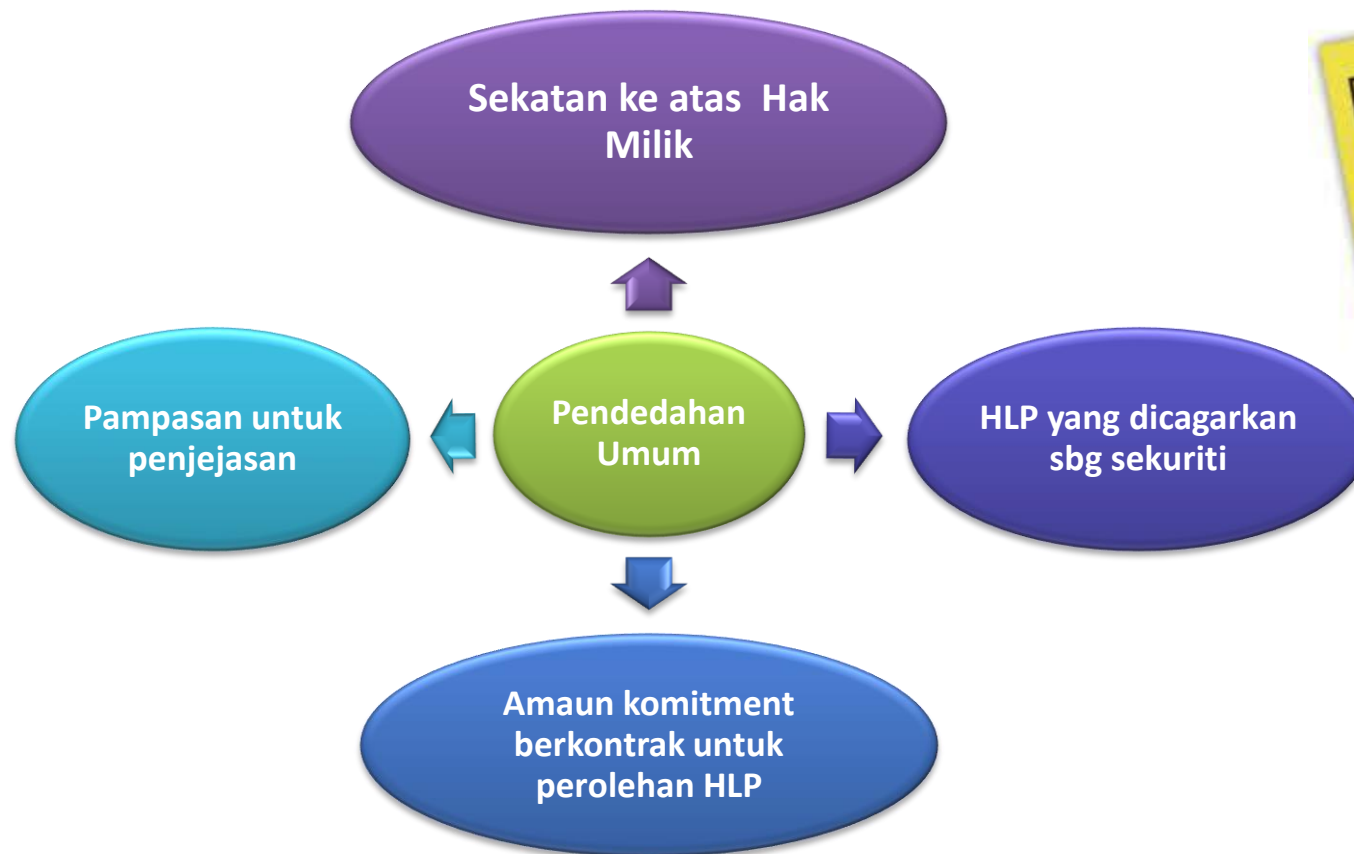 Sekatan ke atas  Hak
Milik
Pampasan untuk
penjejasan
Pendedahan
Umum
HLP yang dicagarkan
sbg sekuriti
Amaun komitment
berkontrak untuk
perolehan HLP